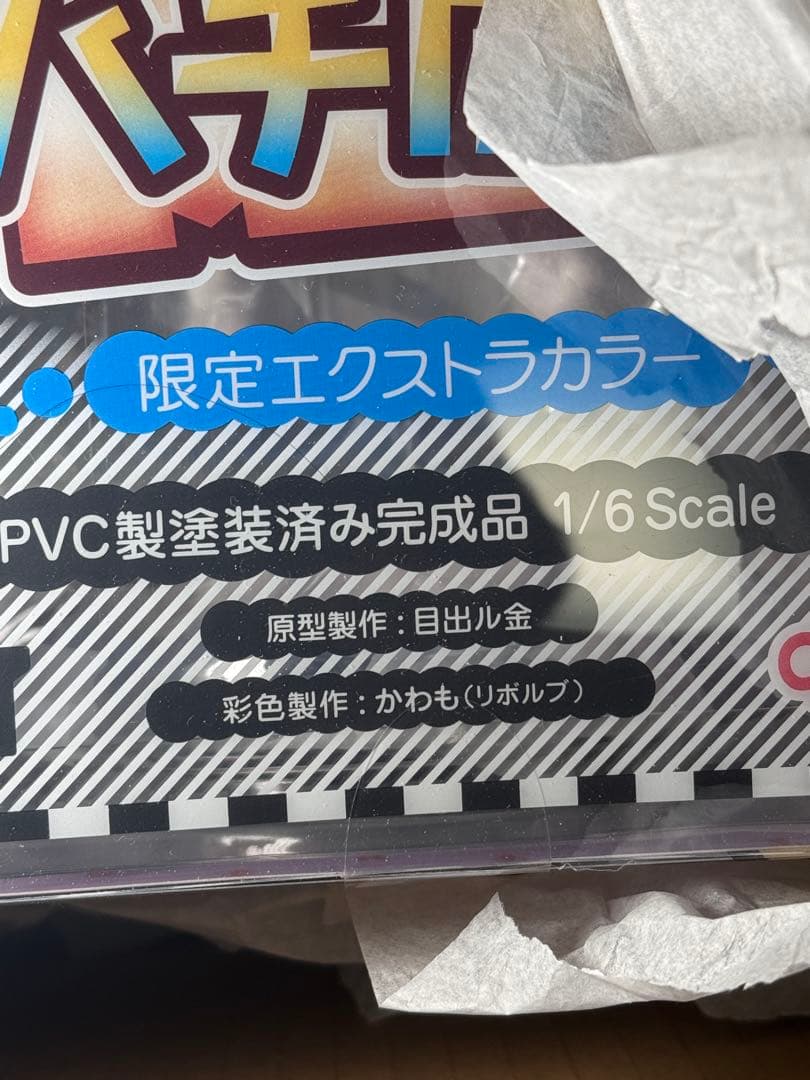 限定エクストラカラー
PVC製塗装済み完成品 1/6 Scale
原型製作：目出ル金
彩色製作：かわも（リボルブ）